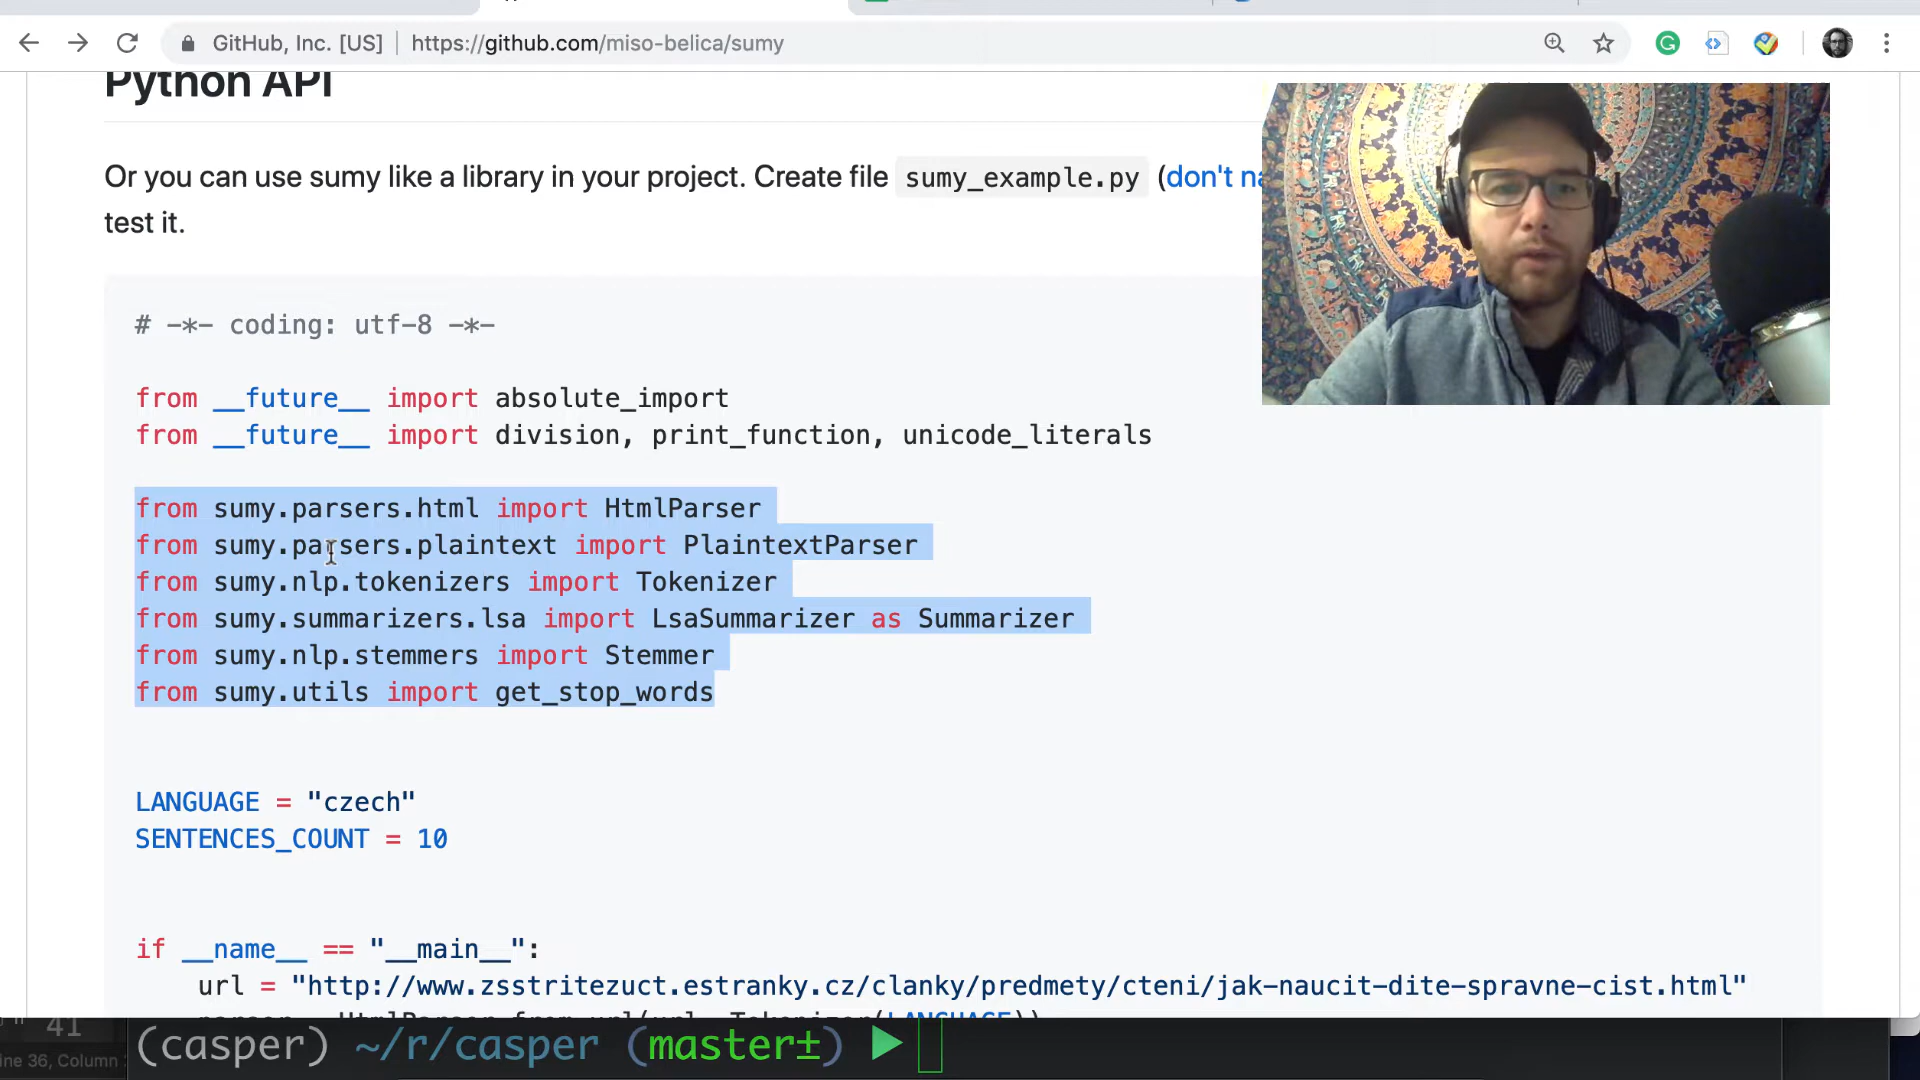 GitHub, Inc. [US] | https://github.com/miso-belica/sumy
Python API
Or you can use sumy like a library in your project. Create file sumy_example.py (don't
test it.
# -*- coding: utf-8 -*-
from __future__ import absolute_import
from __future__ import division, print_function, unicode_literals
from sumy.parsers.html import HtmlParser
from sumy.parsers.plaintext import PlaintextParser
from sumy.nlp.tokenizers import Tokenizer
from sumy.summarizers.lsa import LsaSummarizer as Summarizer
from sumy.nlp.stemmers import Stemmer
from sumy.utils import get_stop_words
LANGUAGE = "czech"
SENTENCES_COUNT = 10
if __name__ == "__main__":
url = "http://www.zsstritezuct.estranky.cz/clanky/predmety/cteni/jak-naucit-dite-spravne-cist.html"
41
36, Column
(casper) ~/r/casper (master±) ▶